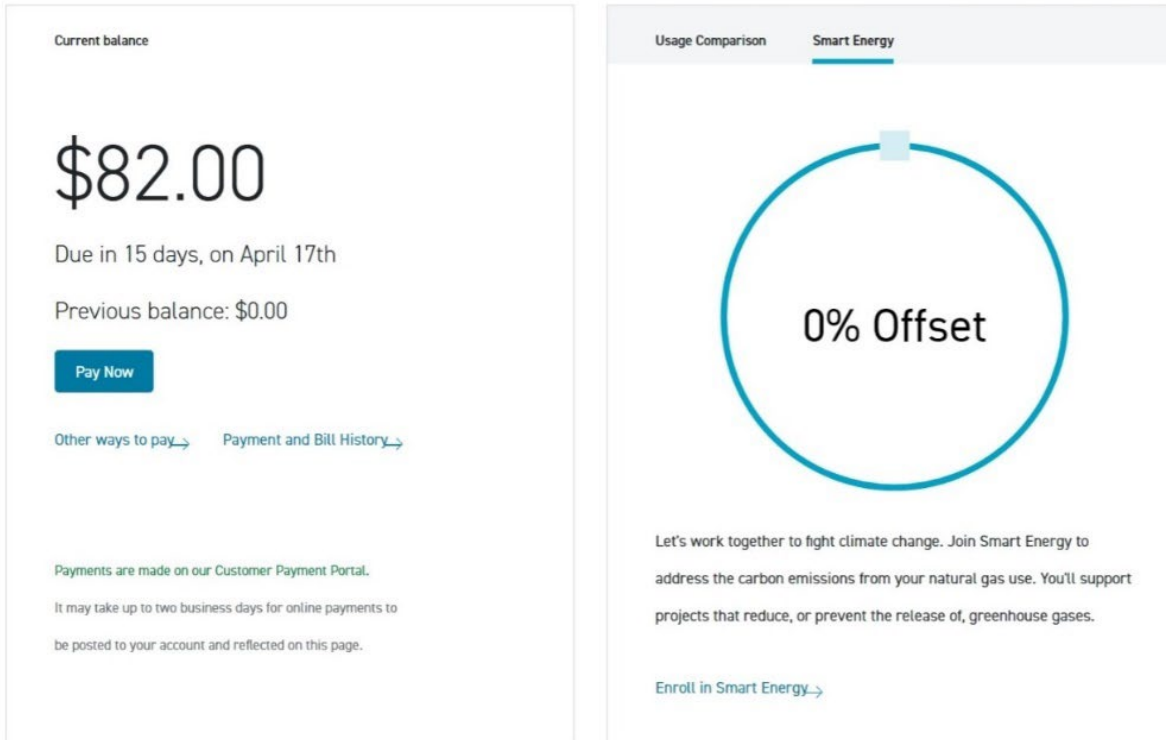 Current balance
$82.00
Due in 15 days, on April 17th
Previous balance: $0.00
Pay Now
Other ways to pay
Payment and Bill History
Payments are made on our Customer Payment Portal.
It may take up to two business days for online payments to
be posted to your account and reflected on this page.
Usage Comparison
Smart Energy
0% Offset
Let's work together to fight climate change. Join Smart Energy to
address the carbon emissions from your natural gas use. You'll support
projects that reduce, or prevent the release of, greenhouse gases.
Enroll in Smart Energy